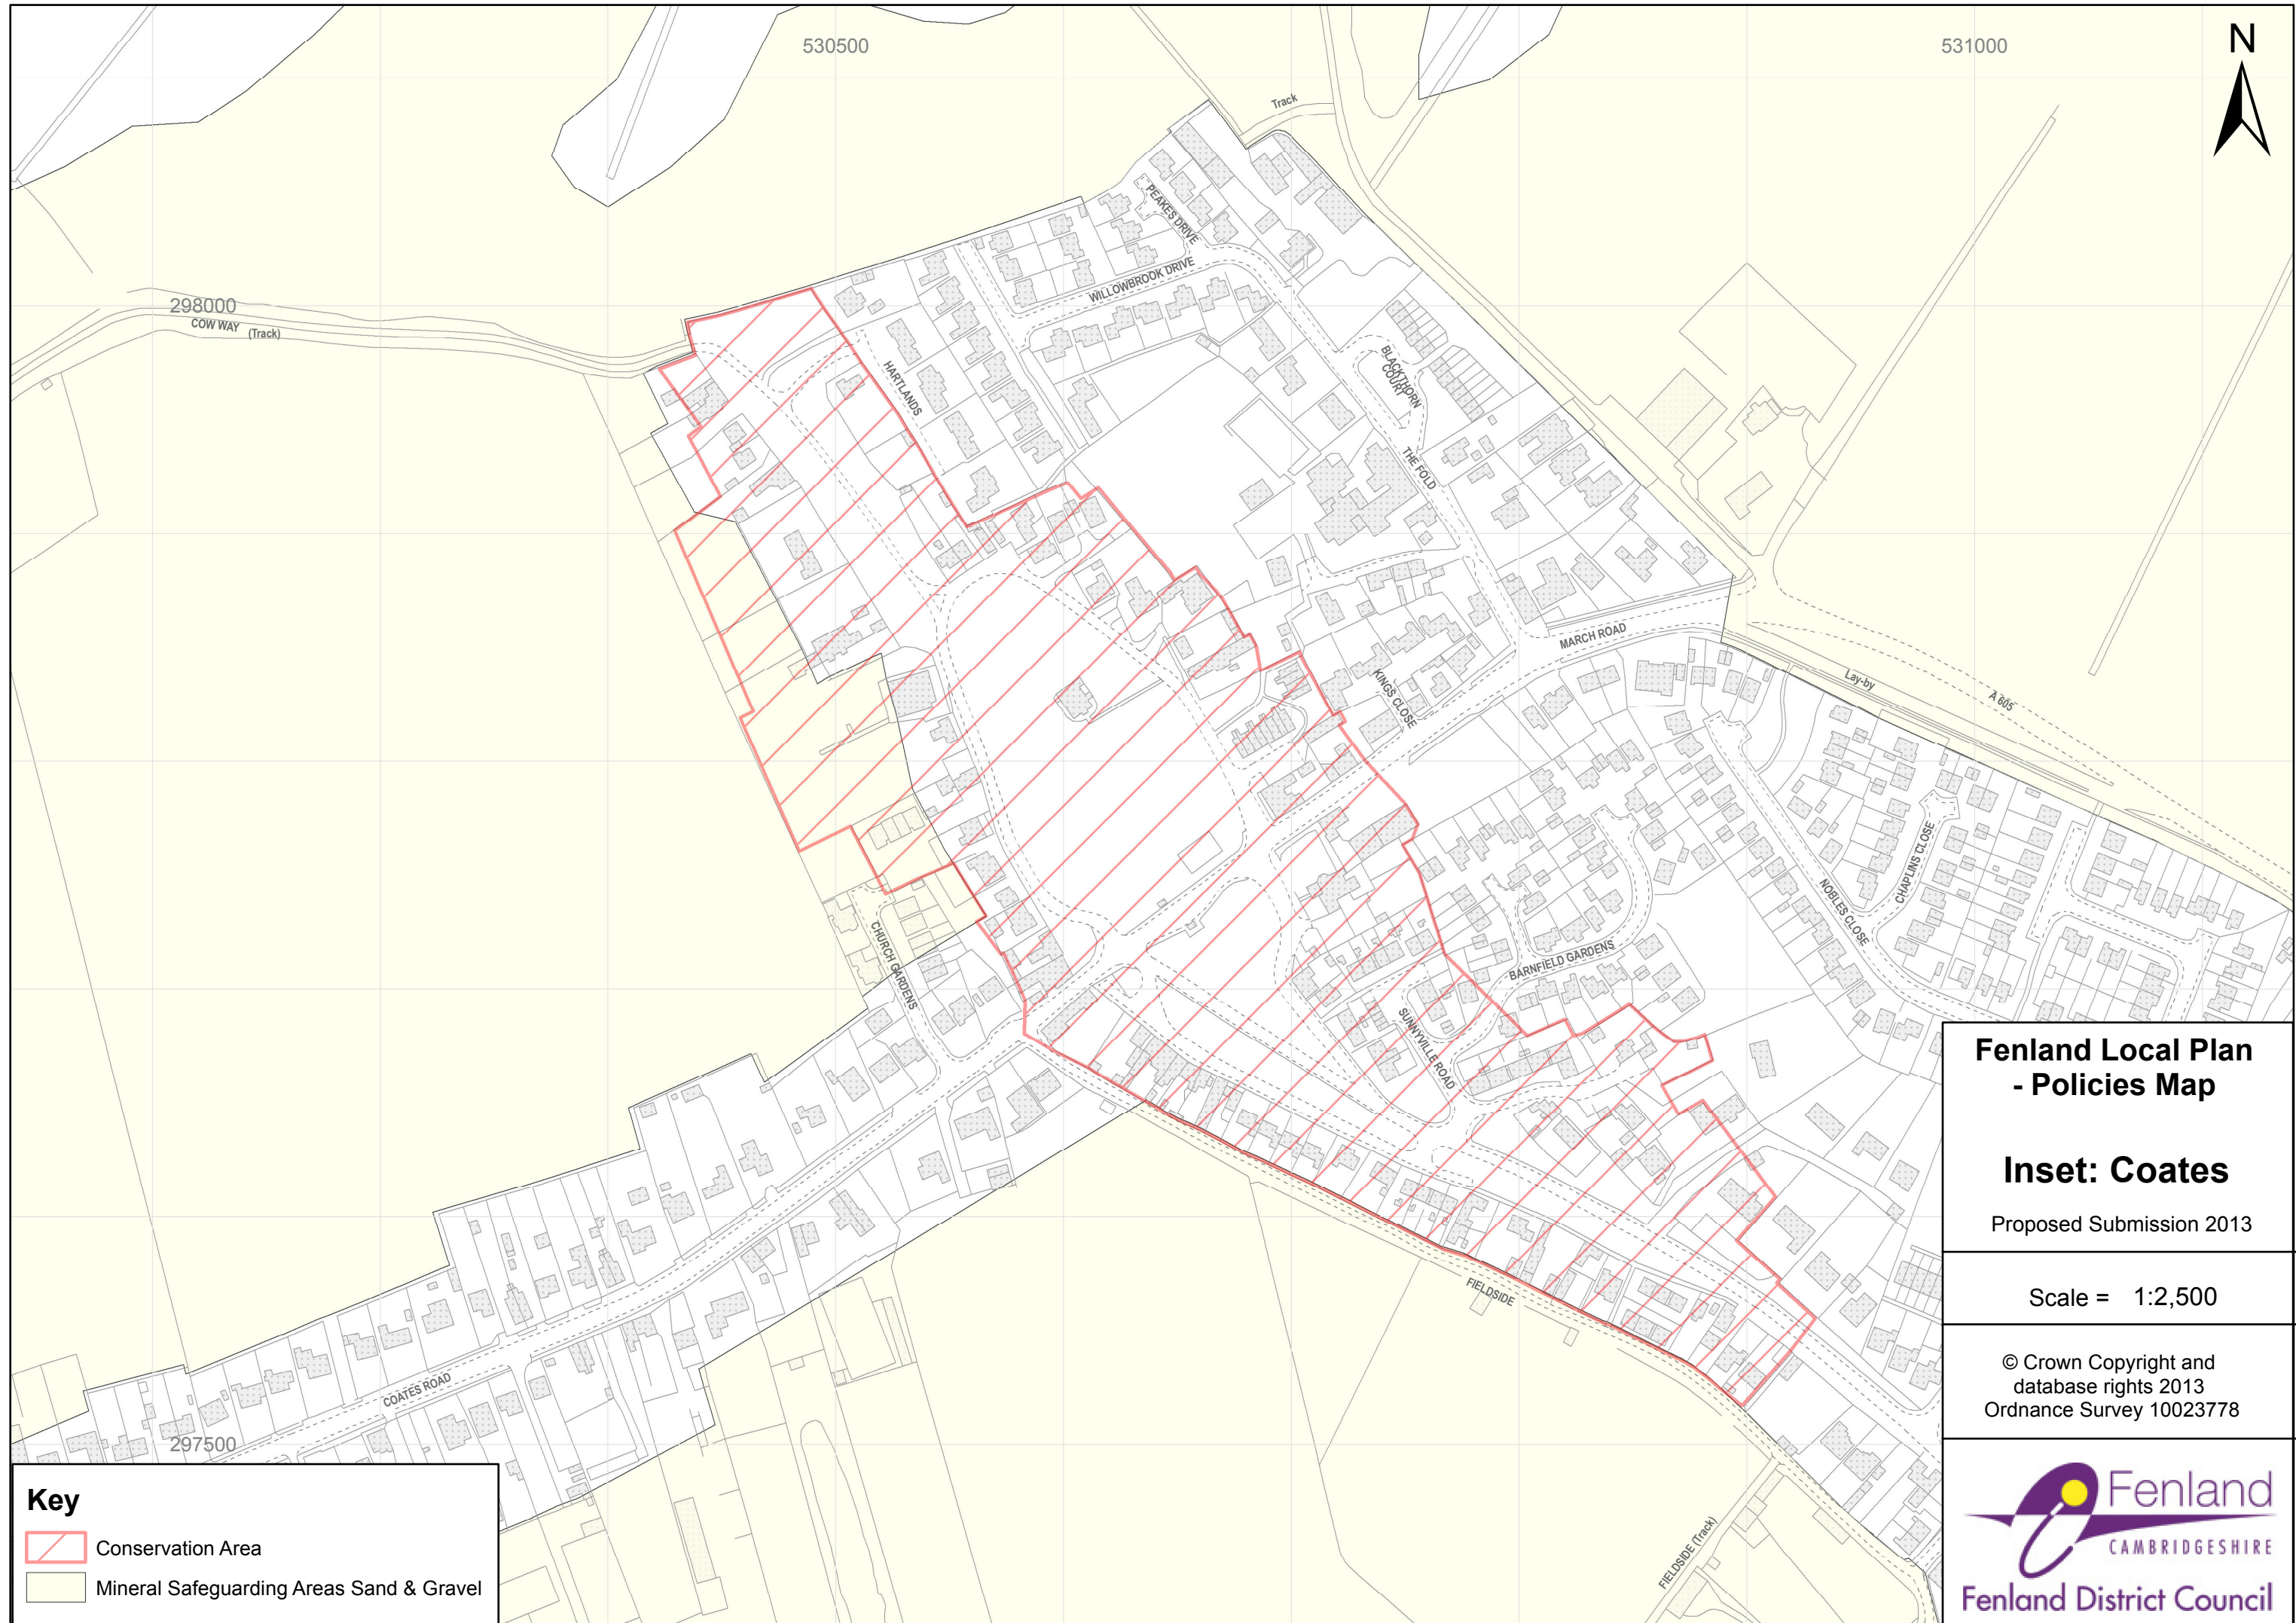 530500
531000
N
Track
PEAKES DRIVE
WILLOWBROOK DRIVE
298000
COW WAY (Track)
HARTLANDS
BLACKTHORN
COURT
THE FOLD
MARCH ROAD
KINGS CLOSE
Lay-by
A 605
CHAPLINS CLOSE
NOBLES CLOSE
CHURCH GARDENS
BARNFIELD GARDENS
SUNNYVILLE ROAD
FIELDSIDE
COATES ROAD
297500
FIELDSIDE (Track)
Key
Conservation Area
Mineral Safeguarding Areas Sand & Gravel
Fenland Local Plan
- Policies Map
Inset: Coates
Proposed Submission 2013
Scale = 1:2,500
© Crown Copyright and
database rights 2013
Ordnance Survey 10023778
Fenland
CAMBRIDGESHIRE
Fenland District Council